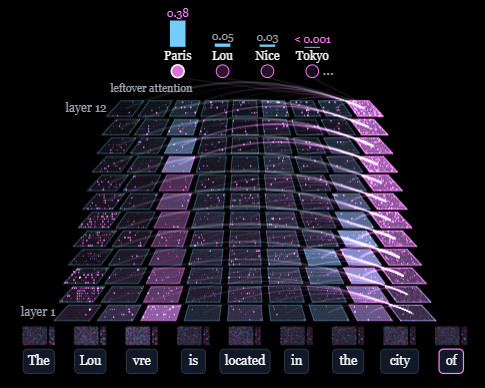 0.38 0.05 0.03 < 0.001
Paris Lou Nice Tokyo ...
leftover attention
layer 12
layer 1
The Lou vre is located in the city of